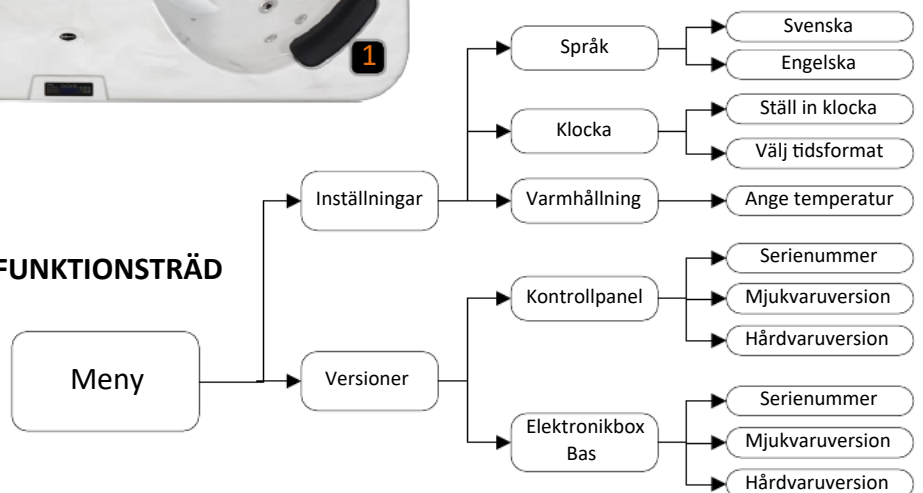 1
FUNKTIONSTRÄD
Meny
Inställningar
Språk
Svenska
Engelska
Klocka
Ställ in klocka
Välj tidsformat
Varmhållning
Ange temperatur
Versioner
Kontrollpanel
Serienummer
Mjukvaruversion
Hårdvaruversion
Elektronikbox
Bas
Serienummer
Mjukvaruversion
Hårdvaruversion